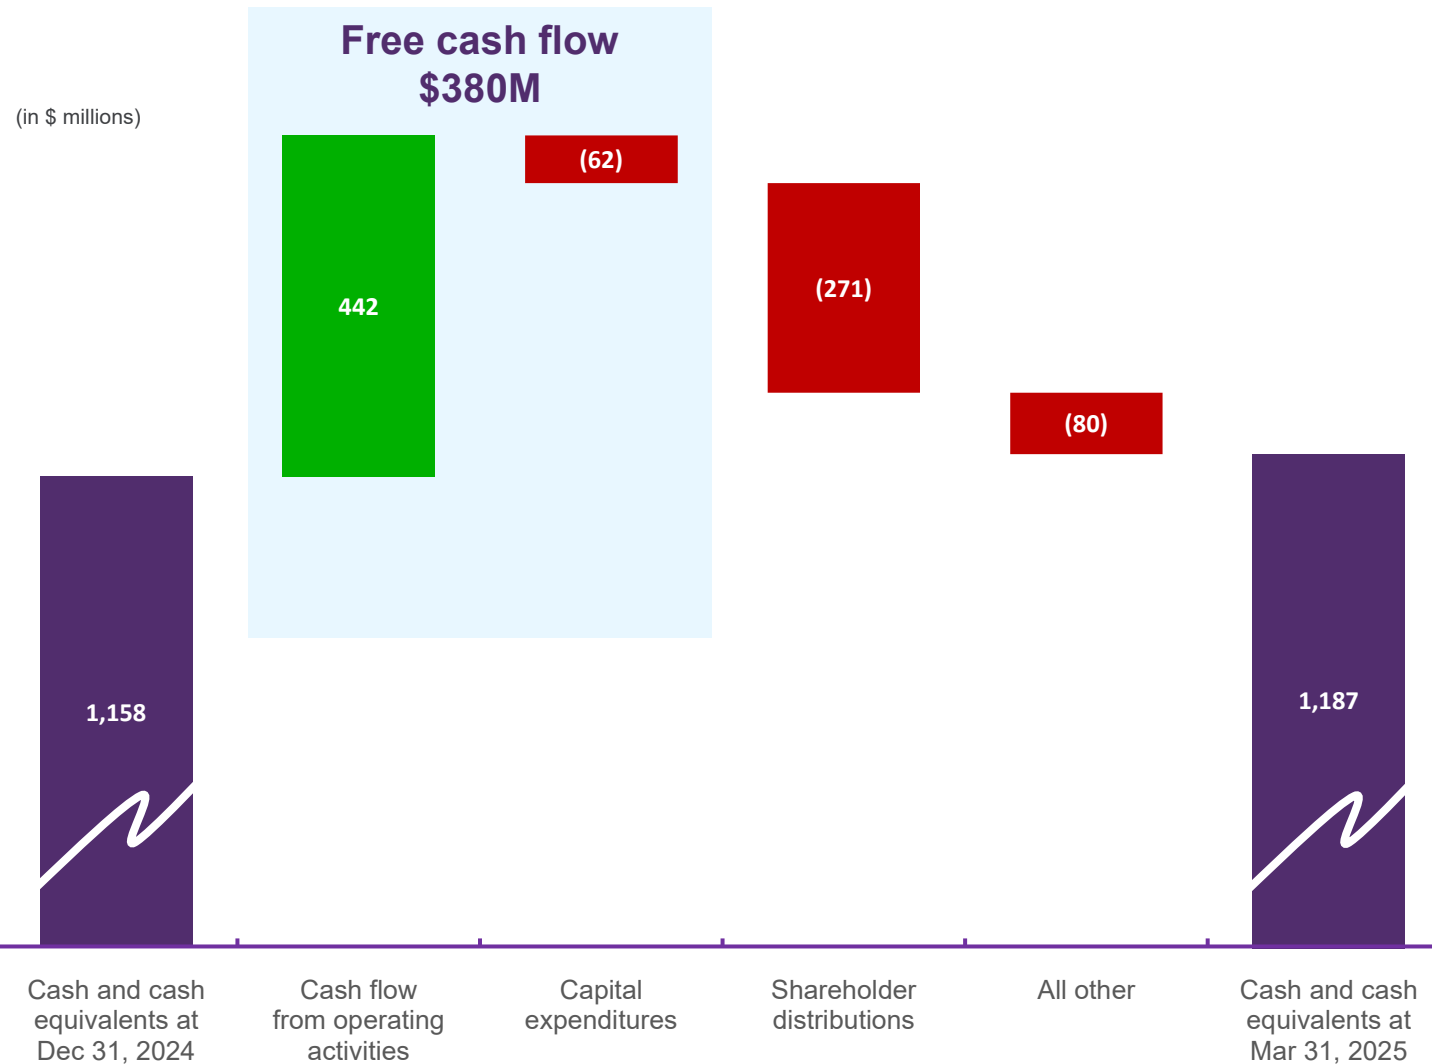 Free cash flow
$380M
(in $ millions)
442
(62)
(271)
(80)
1,158
1,187
Cash and cash
equivalents at
Dec 31, 2024
Cash flow
from operating
activities
Capital
expenditures
Shareholder
distributions
All other
Cash and cash
equivalents at
Mar 31, 2025